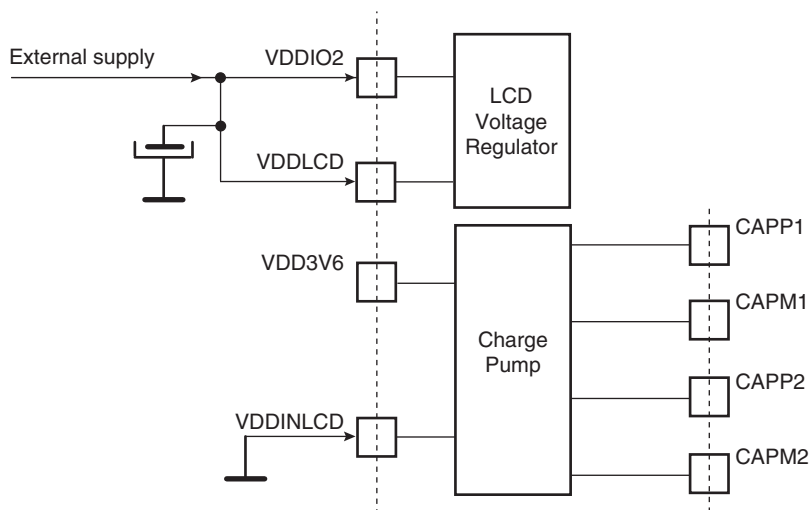 External supply
VDDIO2
LCD
Voltage
Regulator
VDDLCD
VDD3V6
Charge
Pump
VDDINLCD
CAPP1
CAPM1
CAPP2
CAPM2